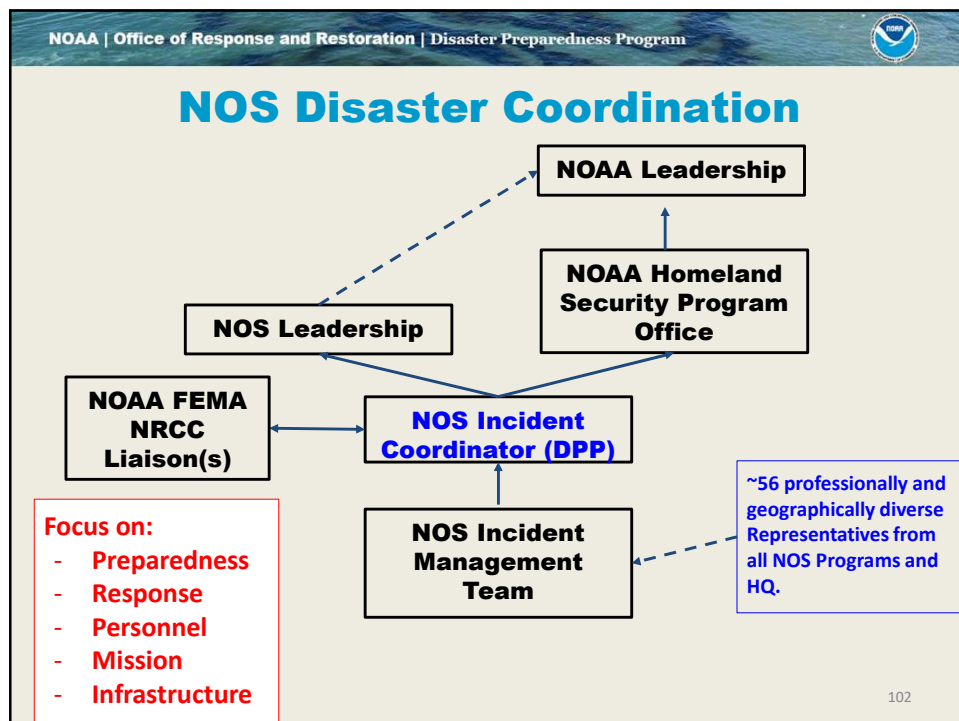 NOAA | Office of Response and Restoration | Disaster Preparedness Program
NOAA
NOS Disaster Coordination
NOAA Leadership
NOAA Homeland
Security Program
Office
NOS Leadership
NOAA FEMA
NRCC
Liaison(s)
NOS Incident
Coordinator (DPP)
~56 professionally and
geographically diverse
Representatives from
all NOS Programs and
HQ.
NOS Incident
Management
Team
Focus on:
- Preparedness
- Response
- Personnel
- Mission
- Infrastructure
102